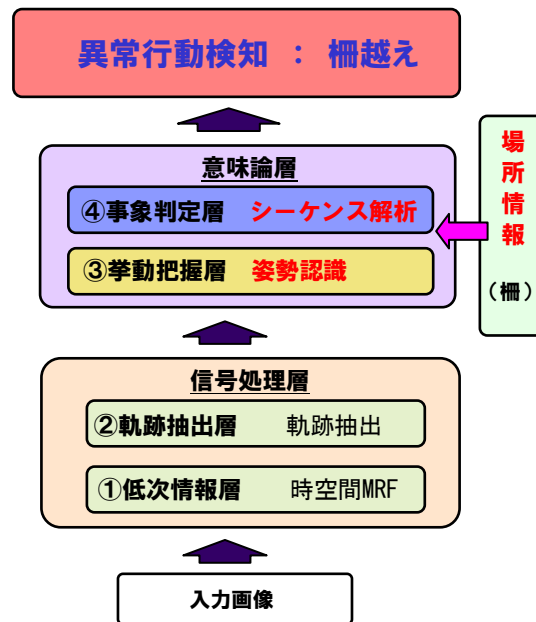 異常行動検知 : 柵越え
意味論層
④事象判定層 シーケンス解析
③挙動把握層 姿勢認識
場所情報
(柵)
信号処理層
②軌跡抽出層 軌跡抽出
①低次情報層 時空間MRF
入力画像